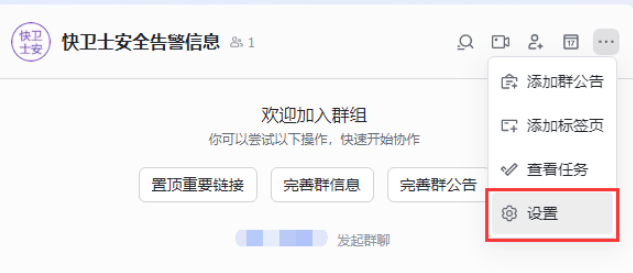 快卫
士安
快卫士安全告警信息 1
17
添加群公告
欢迎加入群组
你可以尝试以下操作，快速开始协作
添加标签页
查看任务
置顶重要链接 完善群信息 完善群公告
设置
发起群聊